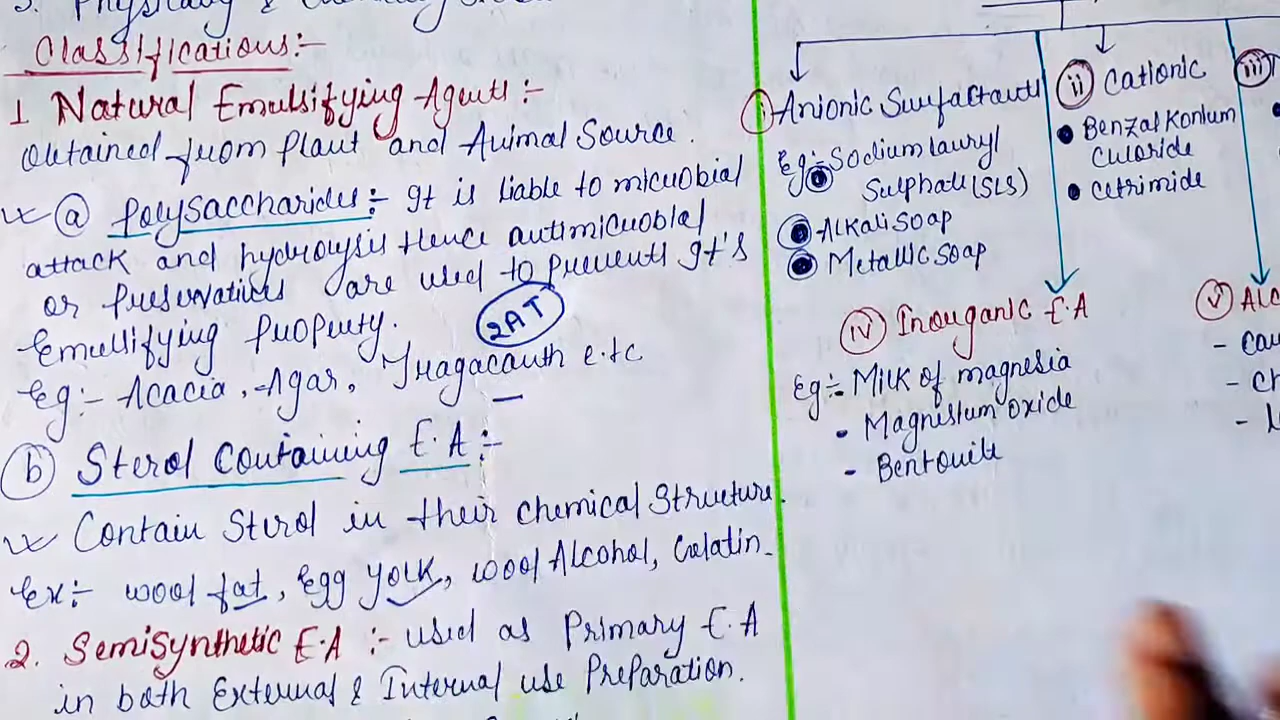 3. Physically &
Classifications:-
1 Natural Emulsifying Agents :-
Obtained from Plant and Animal Source.
(a) Polysaccharides:- It is liable to microbial
attack and hydrolysis Hence antimicrobial
or Preservatives are used to prevents It's
Emulsifying Property.
2AT
Eg:- Acacia, Agar, Tragacanth e.t.c
(b) Sterol Containing E.A:-
Contain Sterol in their chemical Structure.
Ex:- wool fat, Egg yolk, wool Alcohol, Gelatin
2. Semisynthetic E.A :- used as Primary E.A
in both External & Internal use Preparation.
(i) Anionic Surfactants
Eg:- Sodium lauryl
Sulphate (SLS)
Alkali Soap
Metallic Soap
(ii) Cationic
Benzalkonium
Chloride
Cetrimide
(iii)
(iv) Inorganic E.A
Eg:- Milk of magnesia
- Magnesium oxide
- Bentonite
(v)